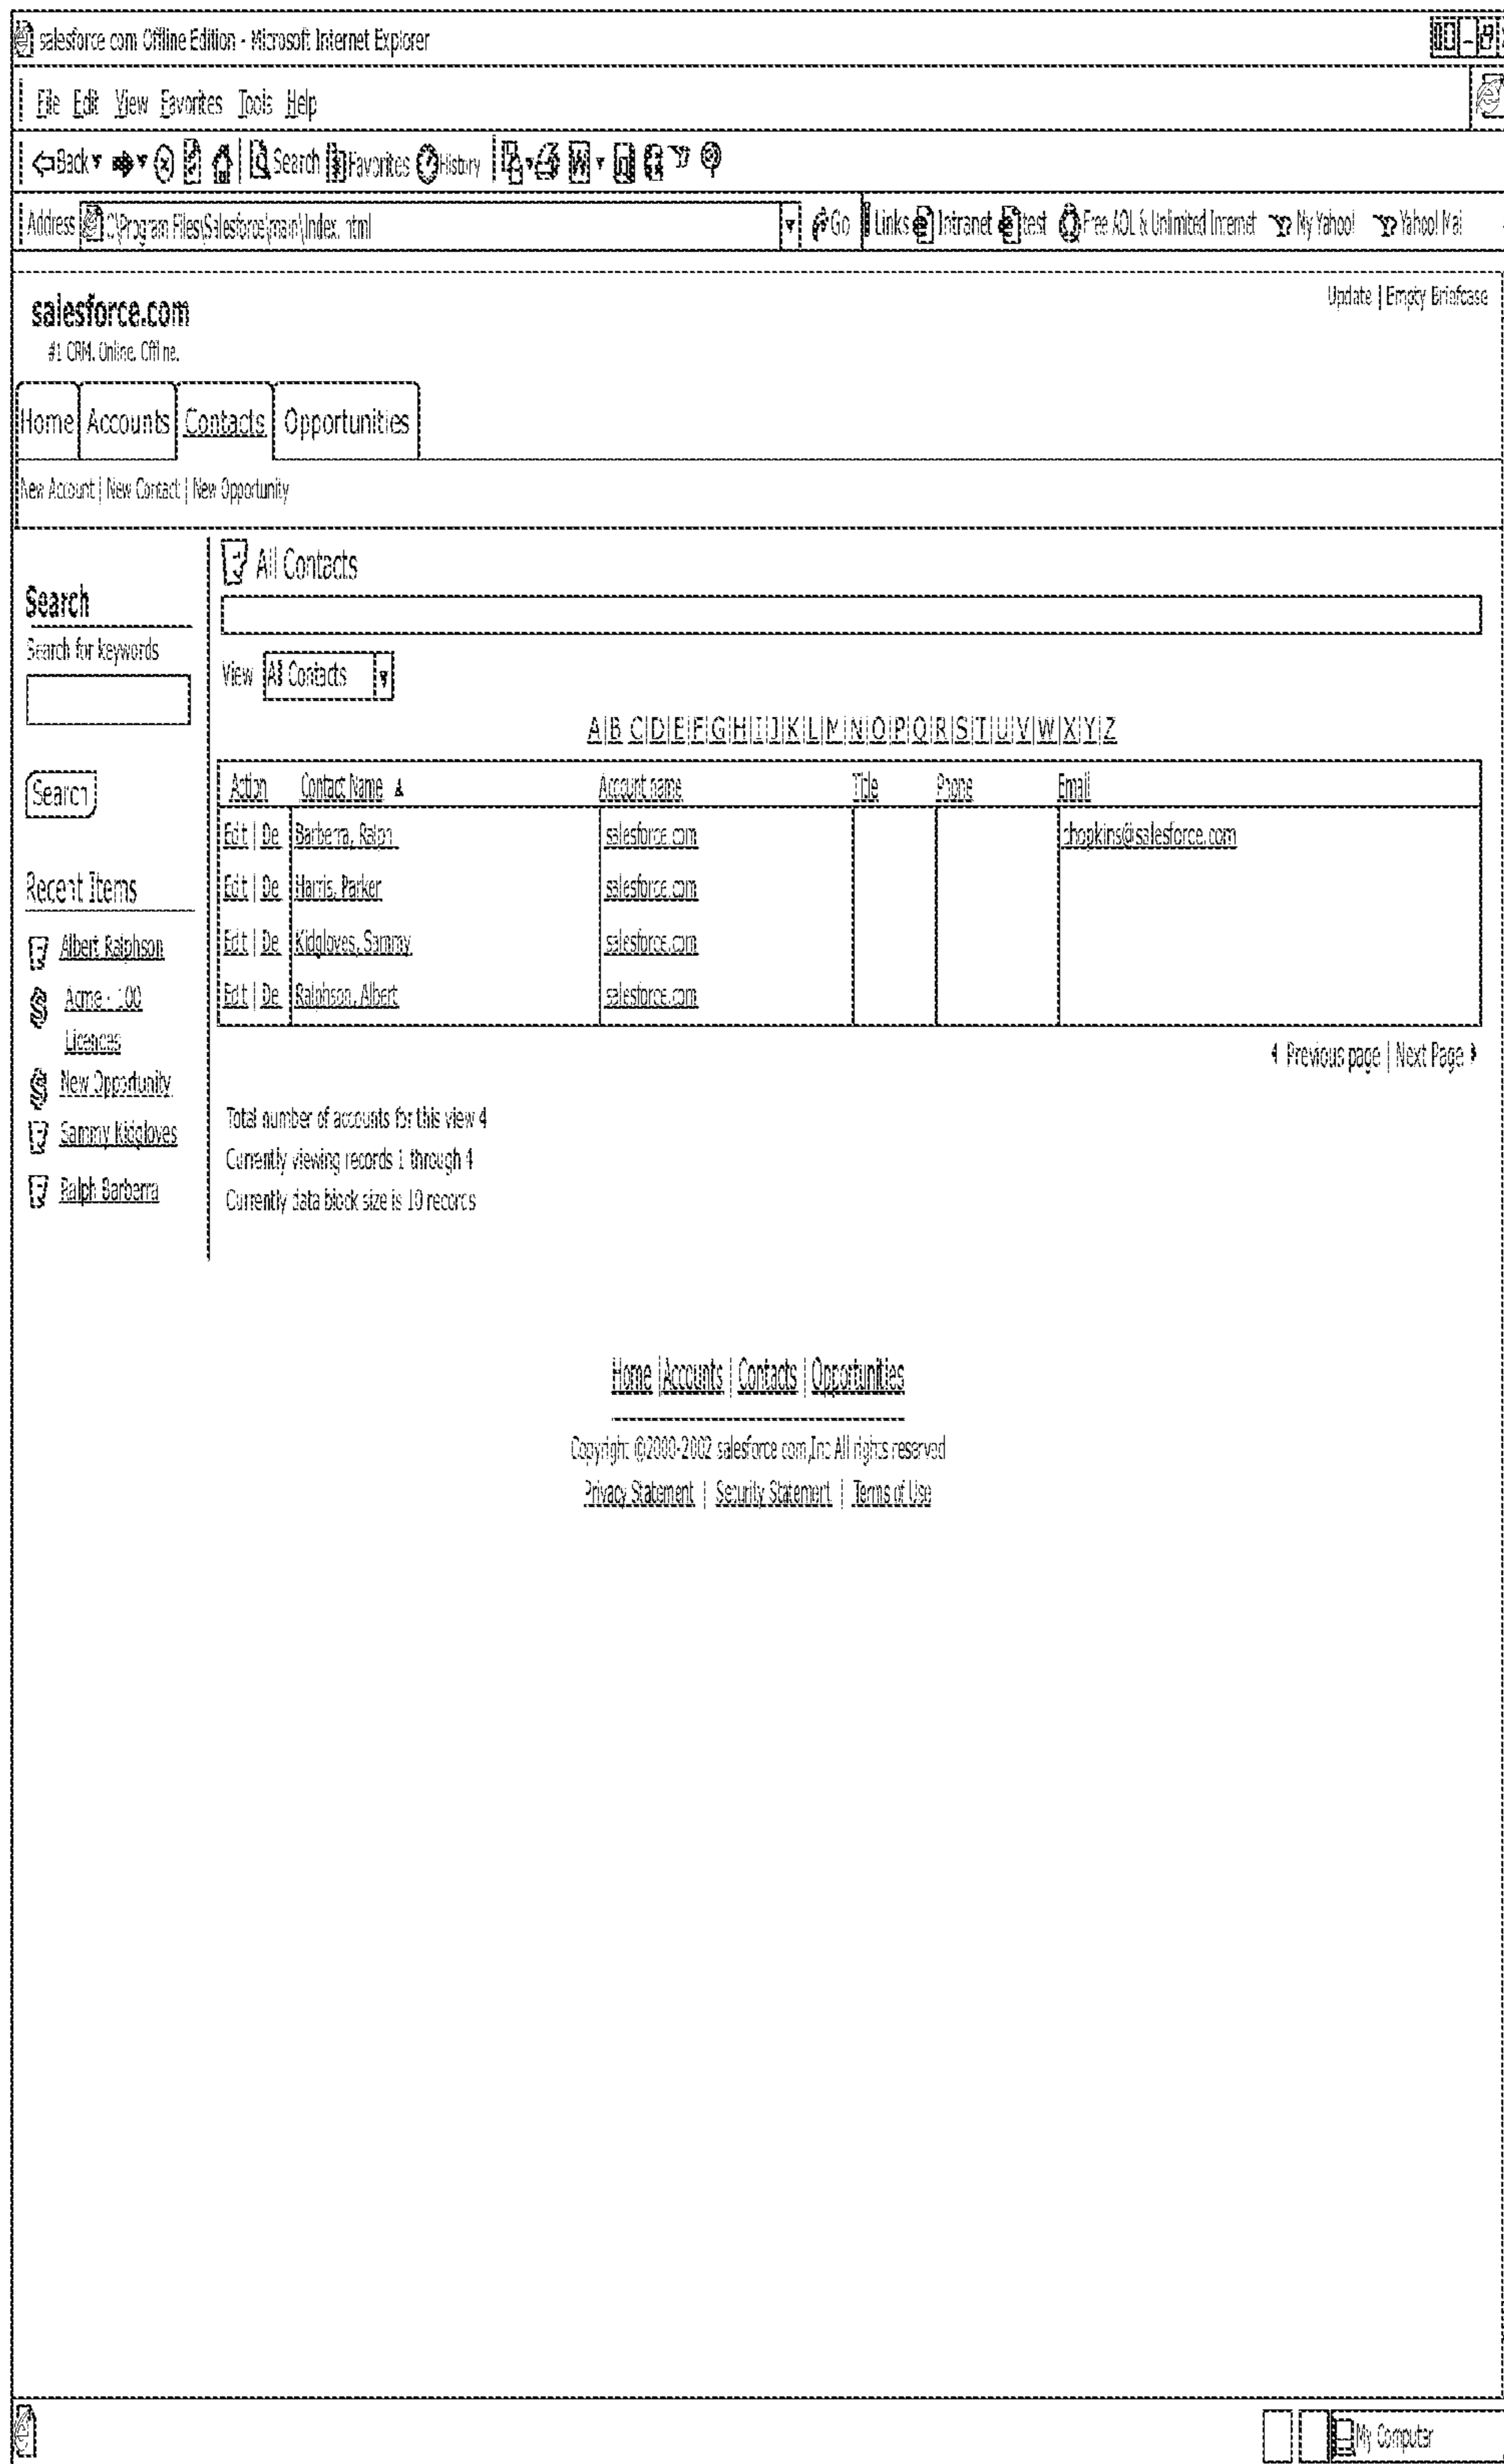 salesforce com Offline Edition - Microsoft Internet Explorer
File Edit View Favorites Tools Help
Back Search Favorites History
Address C:\Program Files\Salesforce\main\Index. html Go Links Intranet test Free AOL & Unlimited Internet My Yahoo! Yahoo! Mai
salesforce.com
Update | Empty Briefcase
#1 CRM. Online. Offline.
Home Accounts Contacts Opportunities
New Account | New Contact | New Opportunity
All Contacts
Search
Search for keywords
View All Contacts
A|B C|D|E|F|G|H|I|J|K|L|M|N|O|P|Q|R|S|T|U|V|W|X|Y|Z
Search
Action Contact Name Account name Title Phone Email
Edit | De Barberra, Ralph salesforce.com chopkins@salesforce.com
Edit | De Harris, Parker salesforce.com
Edit | De Kidgloves, Sammy salesforce.com
Edit | De Ralphson, Albert salesforce.com
Recent Items
Albert Ralphson
Acme - 100
Licences
New Opportunity
Sammy Kidgloves
Ralph Barberra
Previous page | Next Page
Total number of accounts for this view 4
Currently viewing records 1 through 4
Currently data block size is 10 records
Home | Accounts | Contacts | Opportunities
Copyright ©2000-2002 salesforce com,Inc All rights reserved
Privacy Statement | Security Statement | Terms of Use
My Computer